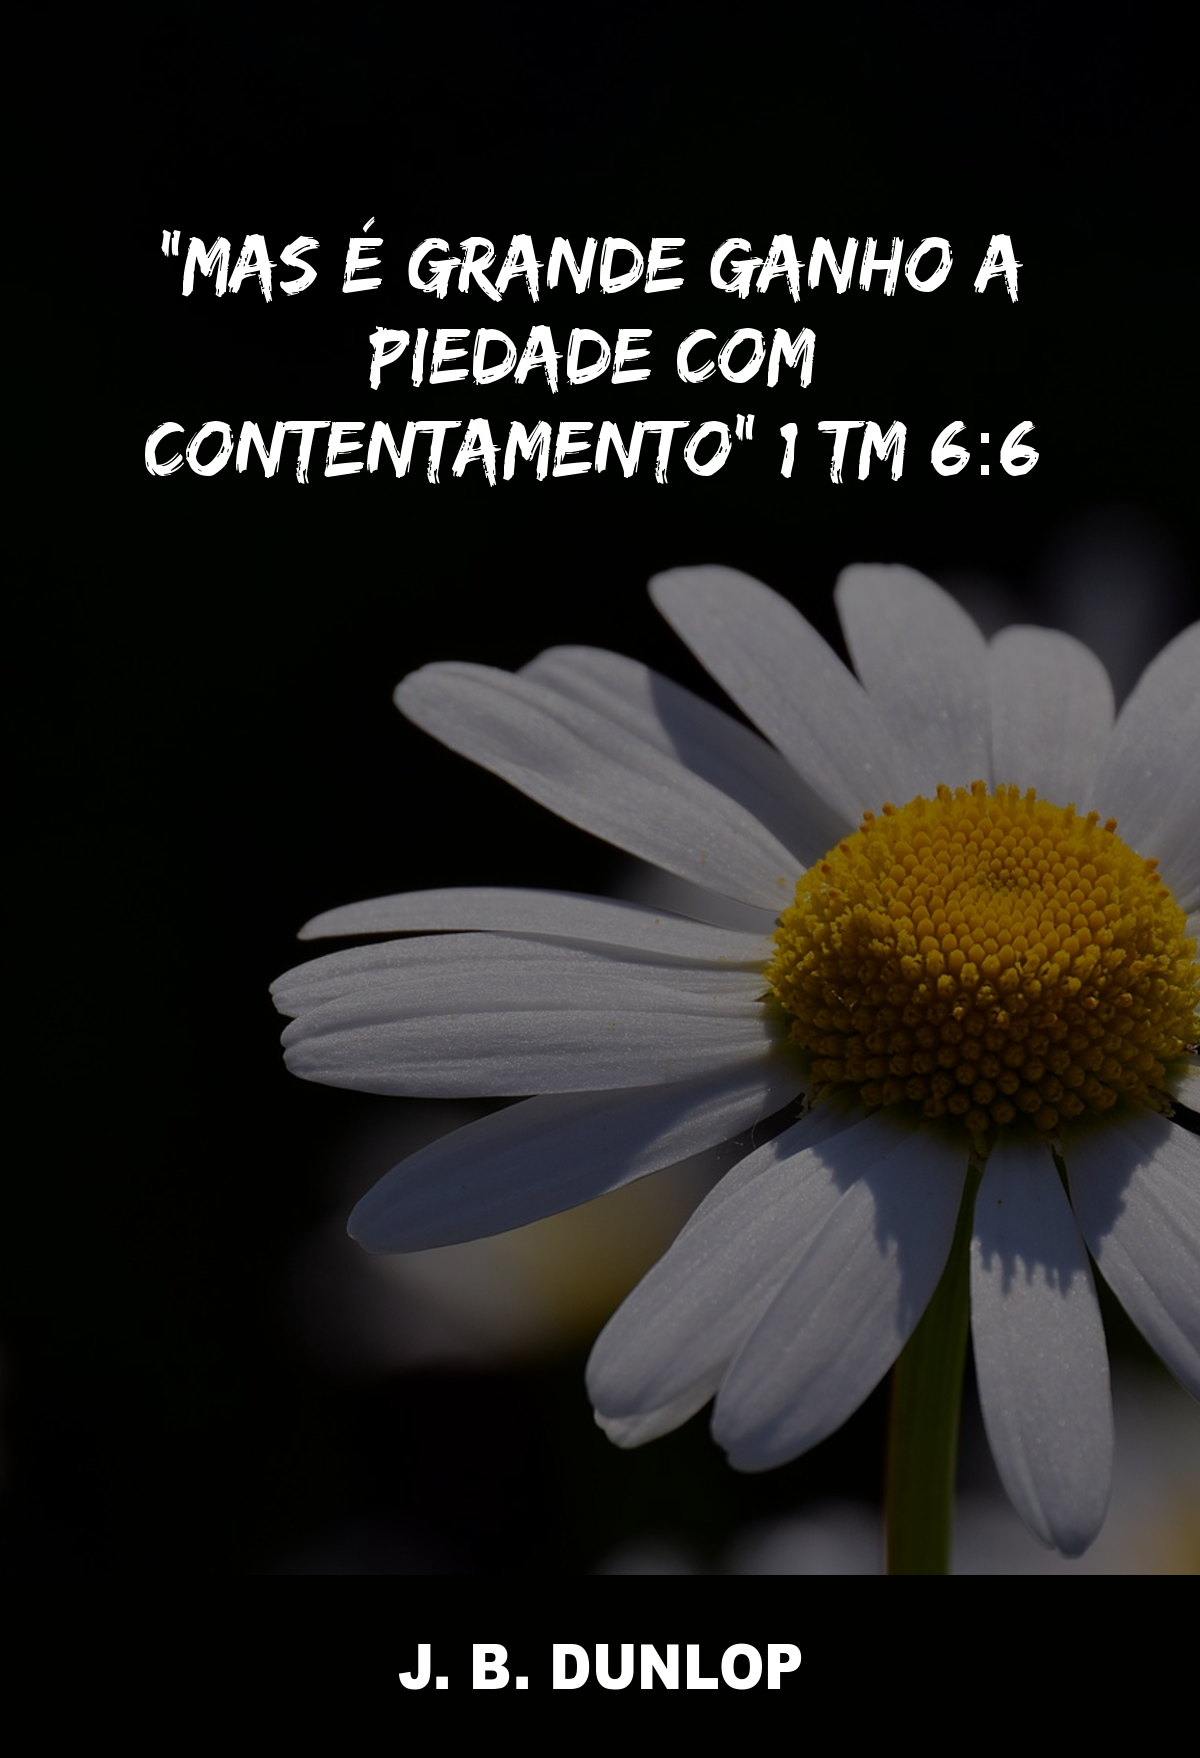 "MAS É GRANDE GANHO A
PIEDADE COM
CONTENTAMENTO" 1 TM 6:6
J. B. DUNLOP